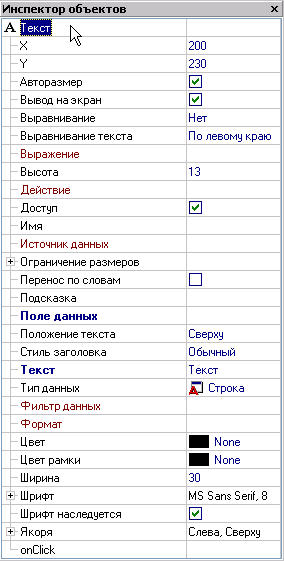 Инспектор объектов
A Текст
X 200
Y 230
Авторазмер
Вывод на экран
Выравнивание Нет
Выравнивание текста По левому краю
Выражение
Высота 13
Действие
Доступ
Имя
Источник данных
Ограничение размеров
Перенос по словам
Подсказка
Поле данных
Положение текста Сверху
Стиль заголовка Обычный
Текст Текст
Тип данных Строка
Фильтр данных
Формат
Цвет None
Цвет рамки None
Ширина 30
Шрифт MS Sans Serif, 8
Шрифт наследуется
Якоря Слева, Сверху
onClick